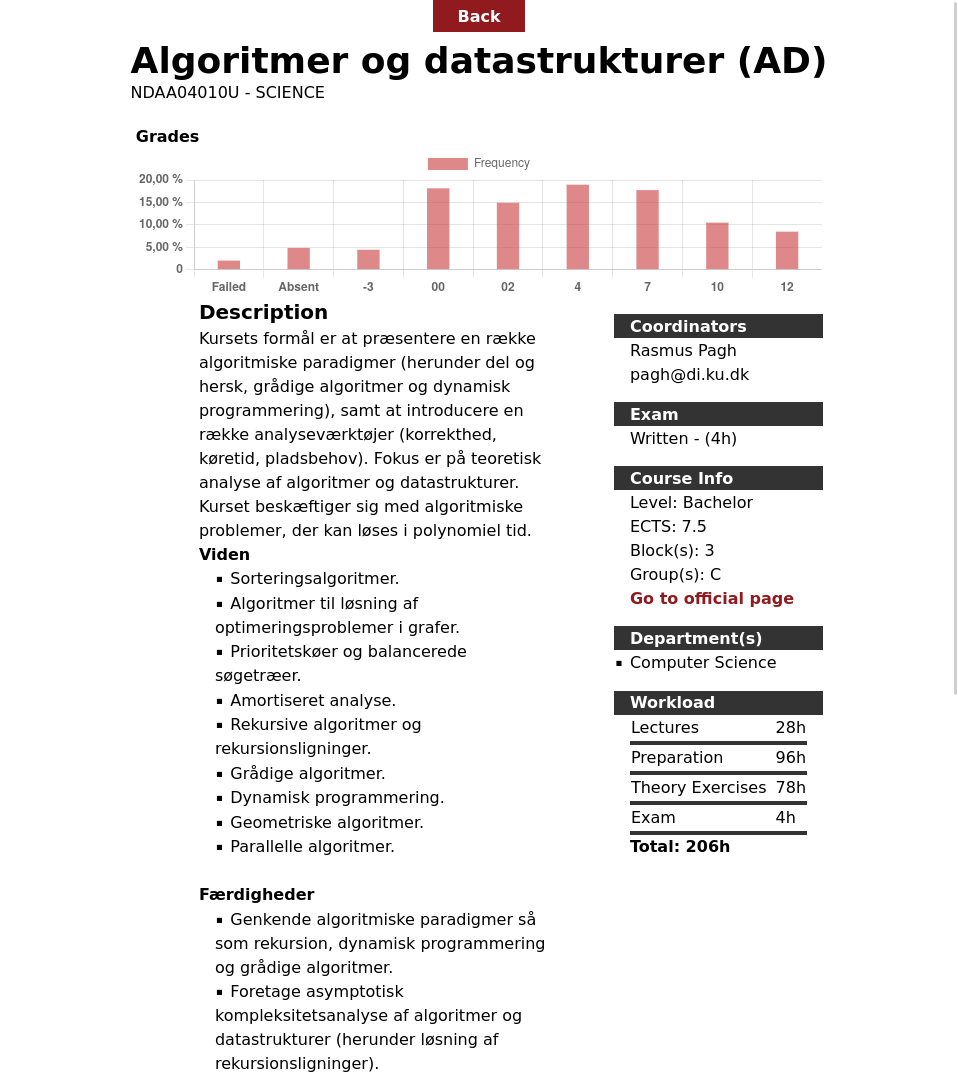 Back
Algoritmer og datastrukturer (AD)
NDAA04010U - SCIENCE
Grades
Frequency
20,00 %
15,00 %
10,00 %
5,00 %
0
Failed Absent -3 00 02 4 7 10 12
Description
Kursets formål er at præsentere en række
algoritmiske paradigmer (herunder del og
hersk, grådige algoritmer og dynamisk
programmering), samt at introducere en
række analyseværktøjer (korrekthed,
køretid, pladsbehov). Fokus er på teoretisk
analyse af algoritmer og datastrukturer.
Kurset beskæftiger sig med algoritmiske
problemer, der kan løses i polynomiel tid.
Viden
▪ Sorteringsalgoritmer.
▪ Algoritmer til løsning af
optimeringsproblemer i grafer.
▪ Prioritetskøer og balancerede
søgetræer.
▪ Amortiseret analyse.
▪ Rekursive algoritmer og
rekursionsligninger.
▪ Grådige algoritmer.
▪ Dynamisk programmering.
▪ Geometriske algoritmer.
▪ Parallelle algoritmer.
Færdigheder
▪ Genkende algoritmiske paradigmer så
som rekursion, dynamisk programmering
og grådige algoritmer.
▪ Foretage asymptotisk
kompleksitetsanalyse af algoritmer og
datastrukturer (herunder løsning af
rekursionsligninger).
Coordinators
Rasmus Pagh
pagh@di.ku.dk
Exam
Written - (4h)
Course Info
Level: Bachelor
ECTS: 7.5
Block(s): 3
Group(s): C
Go to official page
Department(s)
▪ Computer Science
Workload
Lectures 28h
Preparation 96h
Theory Exercises 78h
Exam 4h
Total: 206h